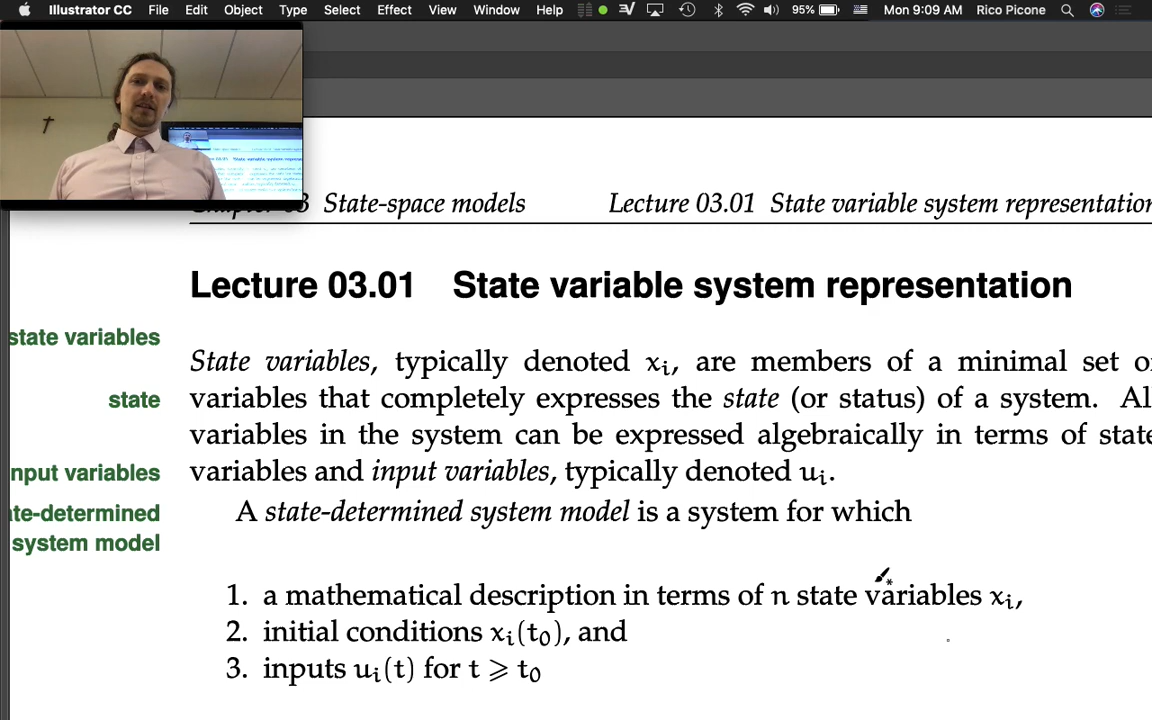 Illustrator CC File Edit Object Type Select Effect View Window Help 95% Mon 9:09 AM Rico Picone
03 State-space models Lecture 03.01 State variable system representation
Lecture 03.01 State variable system representation
state variables
State variables, typically denoted xᵢ, are members of a minimal set of
state variables that completely expresses the state (or status) of a system. All
variables in the system can be expressed algebraically in terms of state
nput variables variables and input variables, typically denoted uᵢ.
te-determined A state-determined system model is a system for which
system model
1. a mathematical description in terms of n state variables xᵢ,
2. initial conditions xᵢ(t₀), and
3. inputs uᵢ(t) for t ⩾ t₀